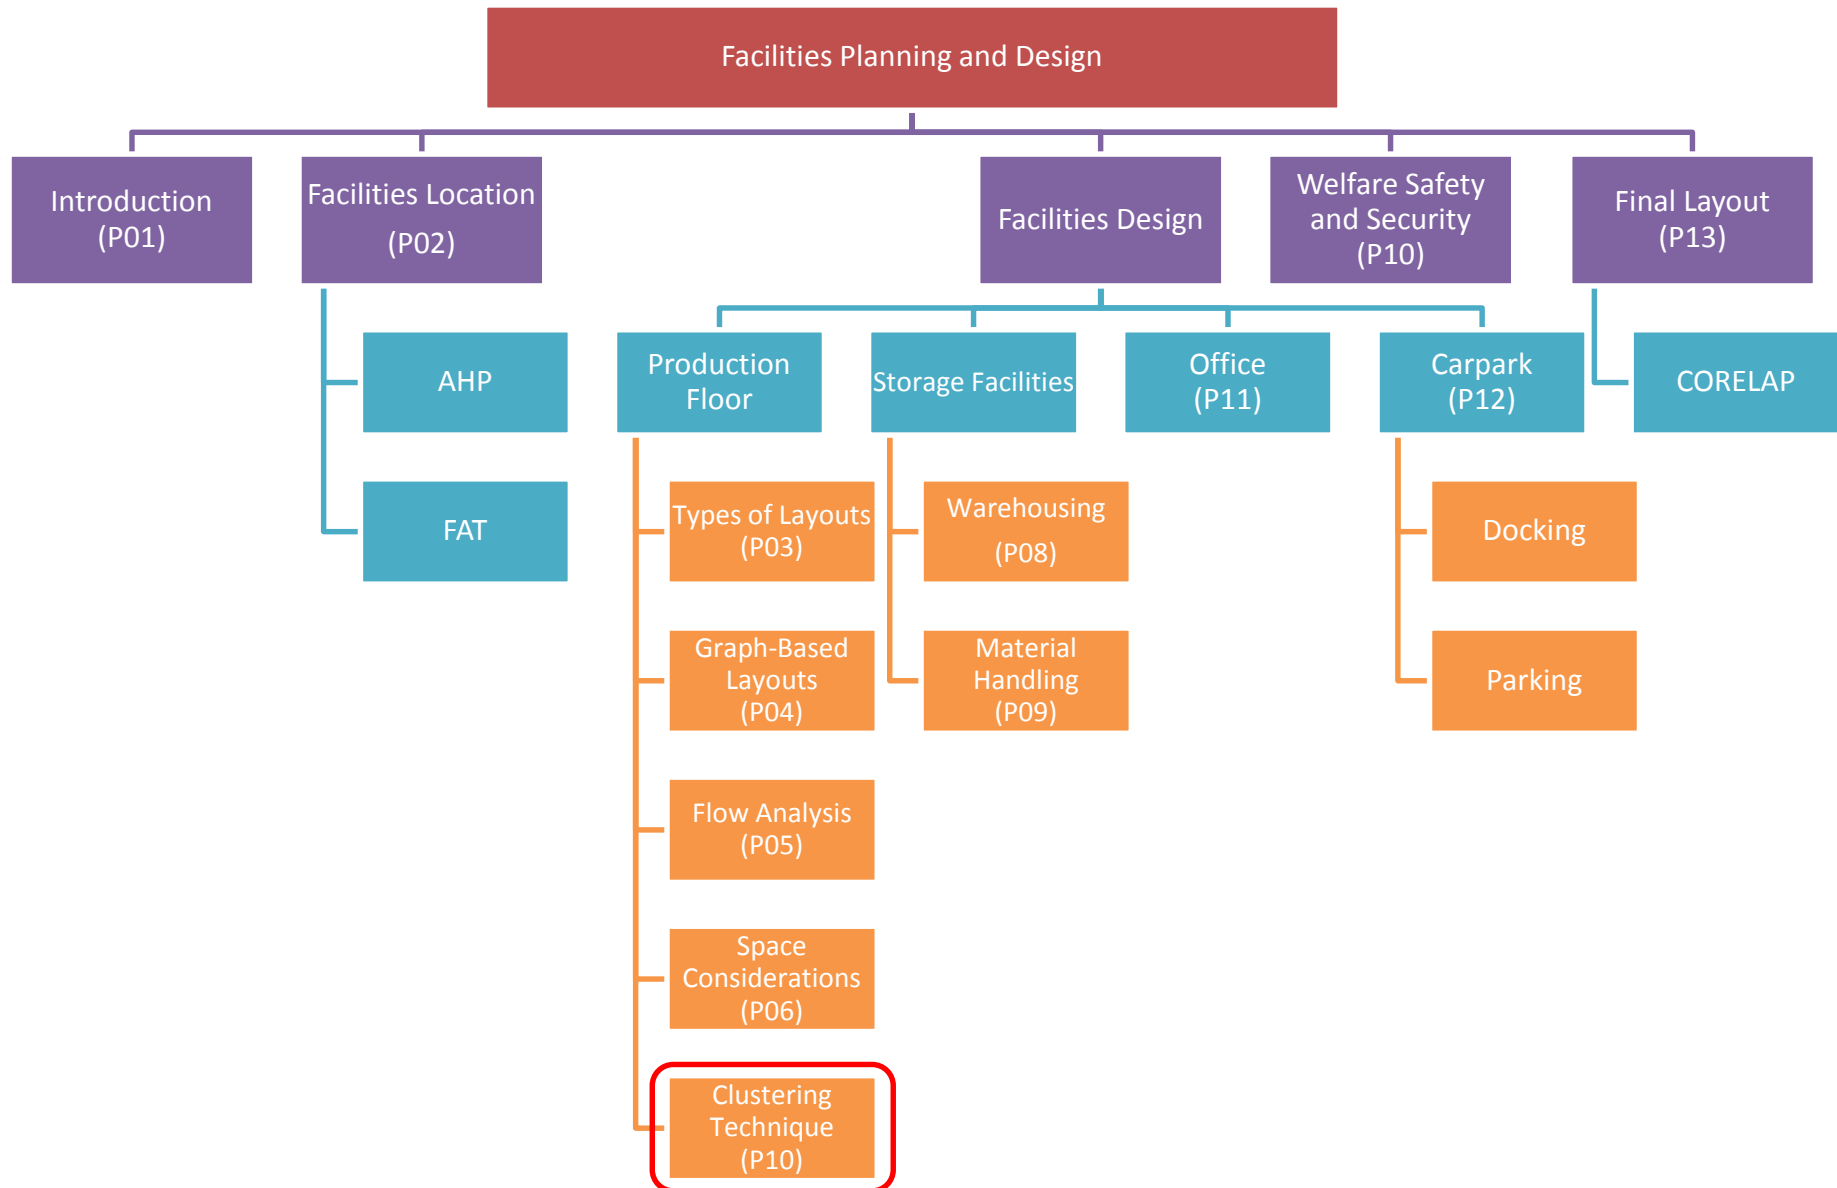 Facilities Planning and Design
Introduction
(P01)
Facilities Location
(P02)
Facilities Design
Welfare Safety
and Security
(P10)
Final Layout
(P13)
AHP
FAT
Production
Floor
Storage Facilities
Office
(P11)
Carpark
(P12)
CORELAP
Types of Layouts
(P03)
Graph-Based
Layouts
(P04)
Flow Analysis
(P05)
Space
Considerations
(P06)
Clustering
Technique
(P10)
Warehousing
(P08)
Material
Handling
(P09)
Docking
Parking